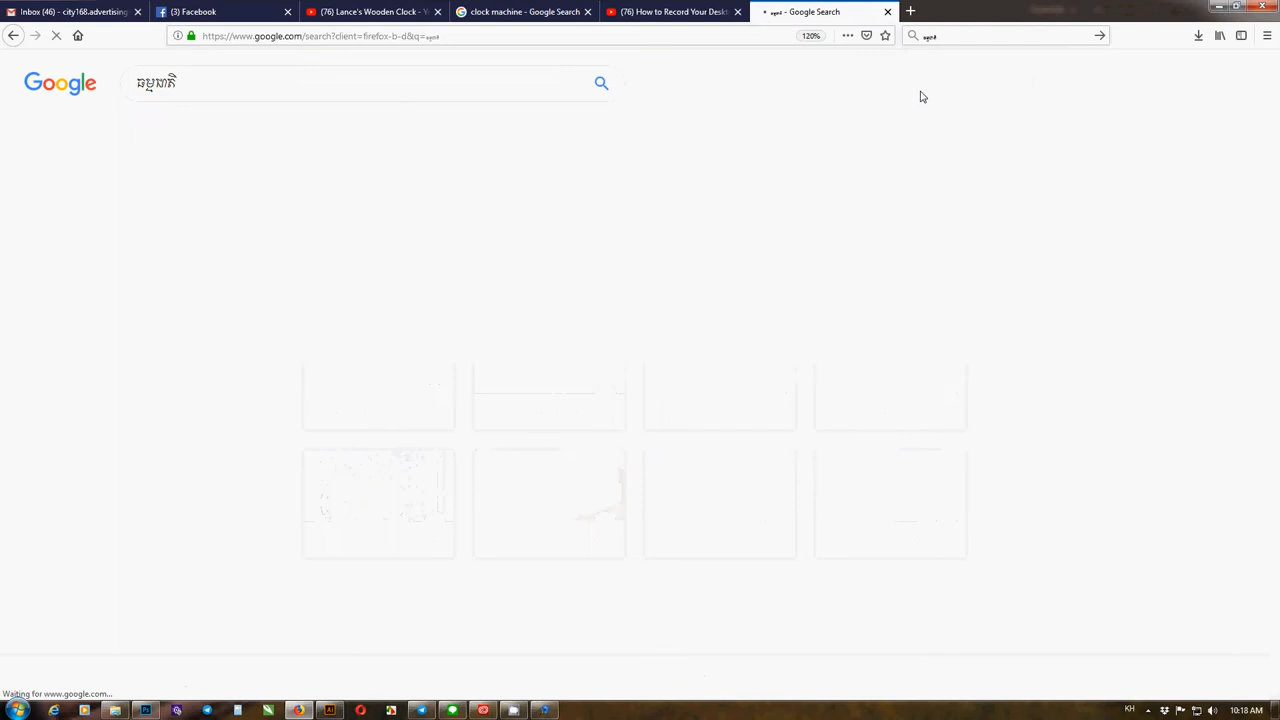 Inbox (46) - city168.advertising
(3) Facebook
(76) Lance's Wooden Clock - V
clock machine - Google Search
(76) How to Record Your Deskt
- Google Search
https://www.google.com/search?client=firefox-b-d&q=
120%
Google
ធម្មជាតិ
Waiting for www.google.com...
KH
10:18 AM